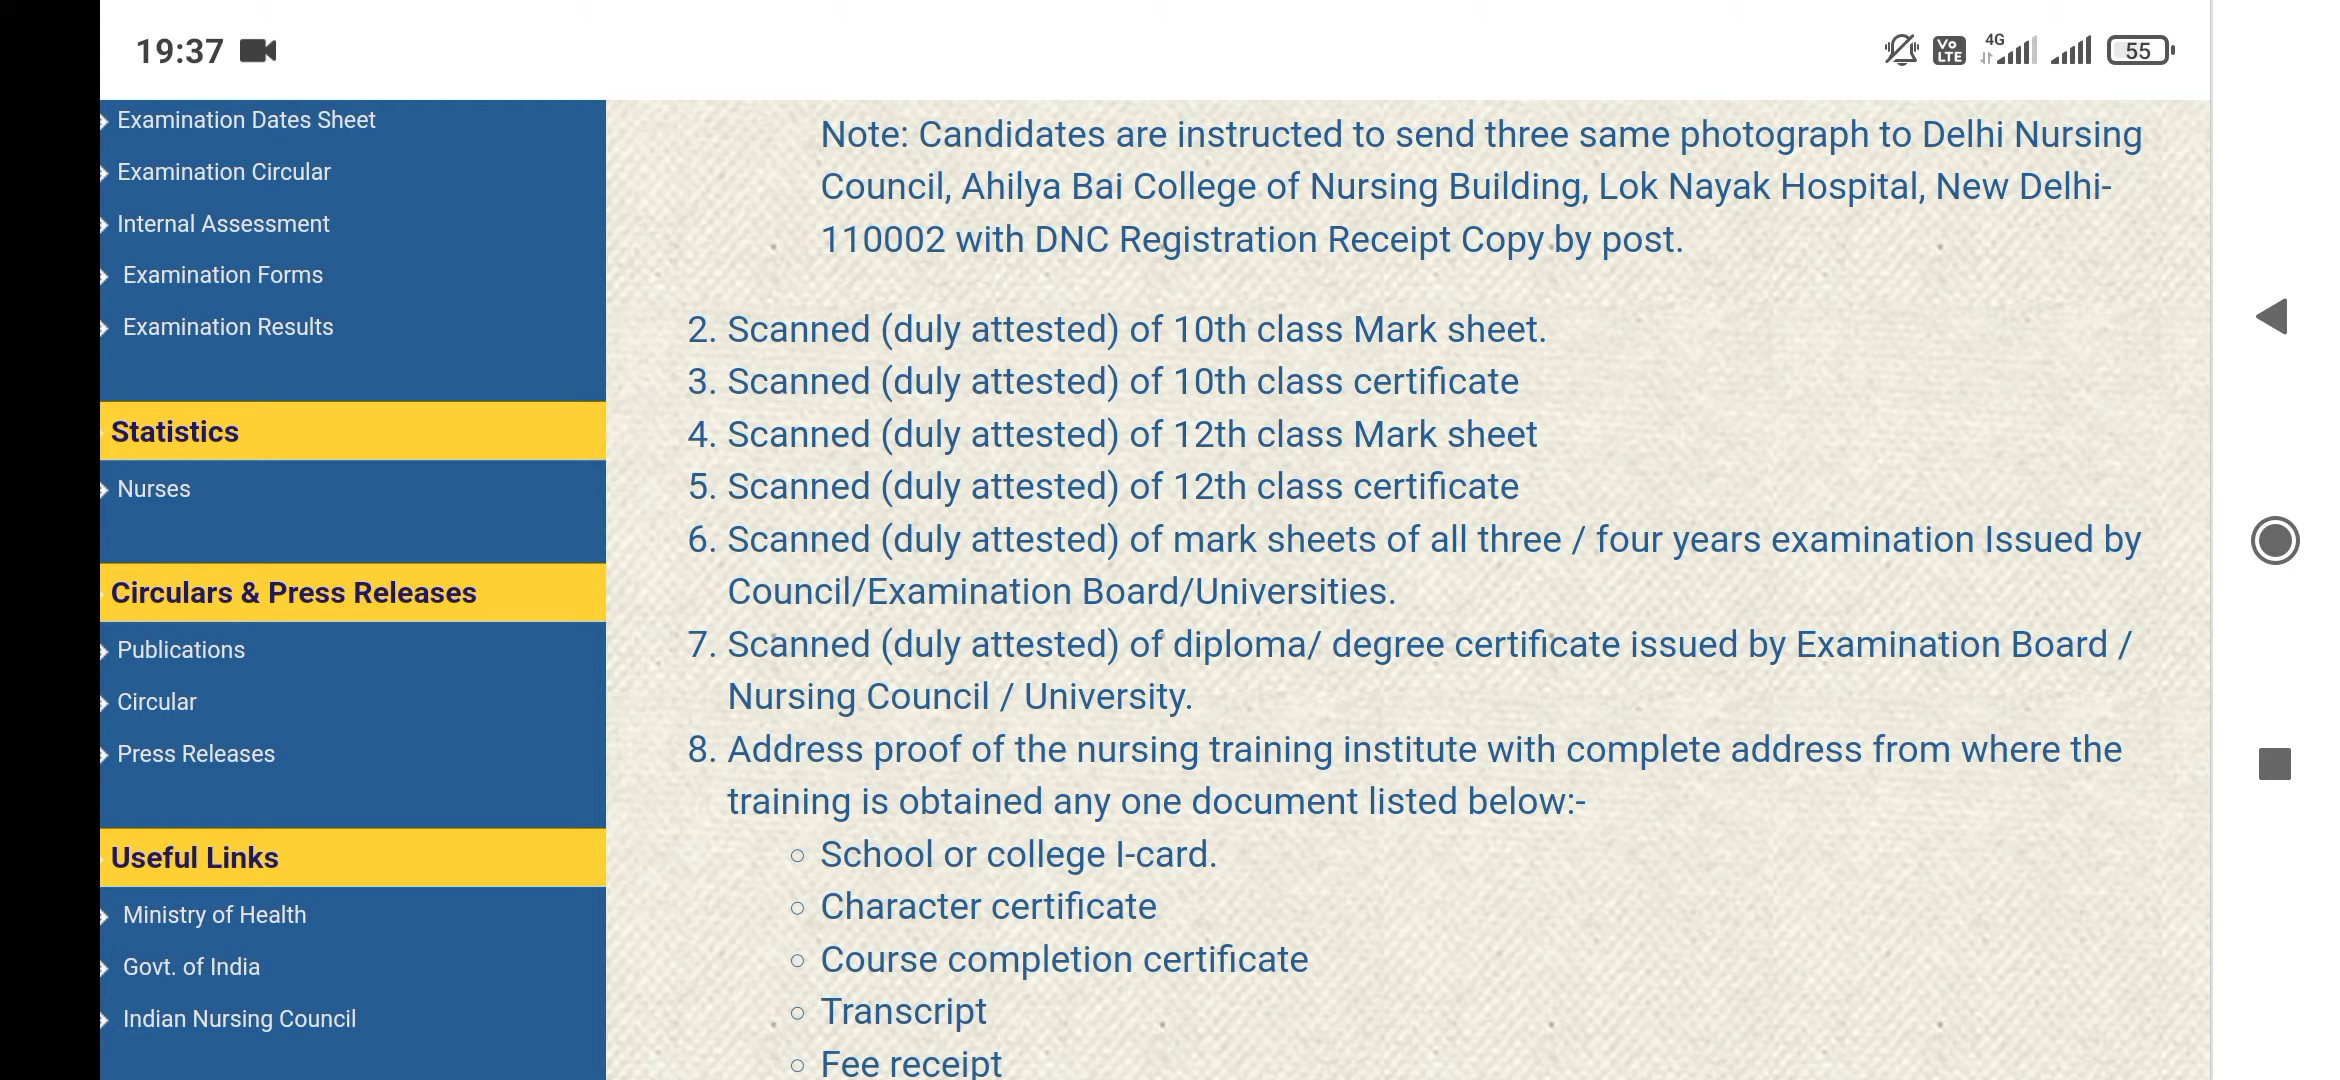 19:37
Vo LTE
4G
55
Examination Dates Sheet
Examination Circular
Internal Assessment
Examination Forms
Examination Results
Statistics
Nurses
Circulars & Press Releases
Publications
Circular
Press Releases
Useful Links
Ministry of Health
Govt. of India
Indian Nursing Council
Note: Candidates are instructed to send three same photograph to Delhi Nursing
Council, Ahilya Bai College of Nursing Building, Lok Nayak Hospital, New Delhi-
110002 with DNC Registration Receipt Copy by post.
2. Scanned (duly attested) of 10th class Mark sheet.
3. Scanned (duly attested) of 10th class certificate
4. Scanned (duly attested) of 12th class Mark sheet
5. Scanned (duly attested) of 12th class certificate
6. Scanned (duly attested) of mark sheets of all three / four years examination Issued by
Council/Examination Board/Universities.
7. Scanned (duly attested) of diploma/ degree certificate issued by Examination Board /
Nursing Council / University.
8. Address proof of the nursing training institute with complete address from where the
training is obtained any one document listed below:-
School or college I-card.
Character certificate
Course completion certificate
Transcript
Fee receipt